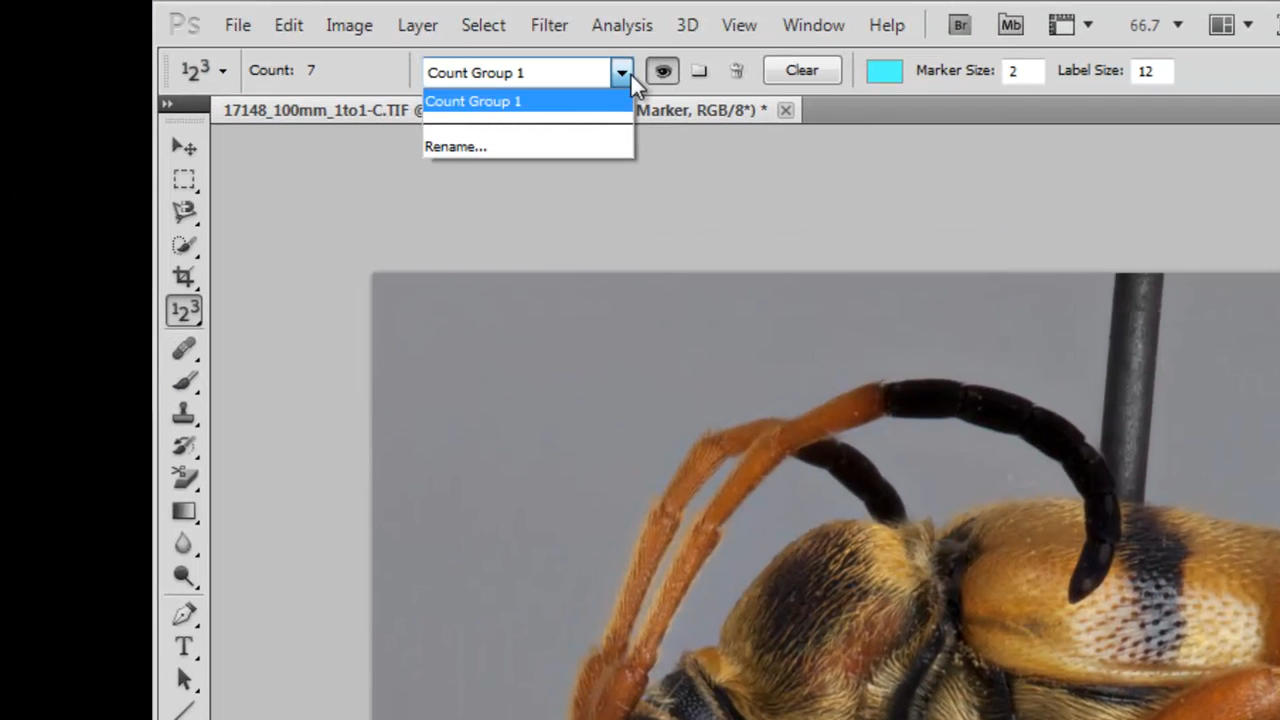 Ps File Edit Image Layer Select Filter Analysis 3D View Window Help Br Mb 66.7
123 Count: 7 Count Group 1 Clear Marker Size: 2 Label Size: 12
Count Group 1
17148_100mm_1to1-C.TIF @ Marker, RGB/8*) *
Rename...
123
T